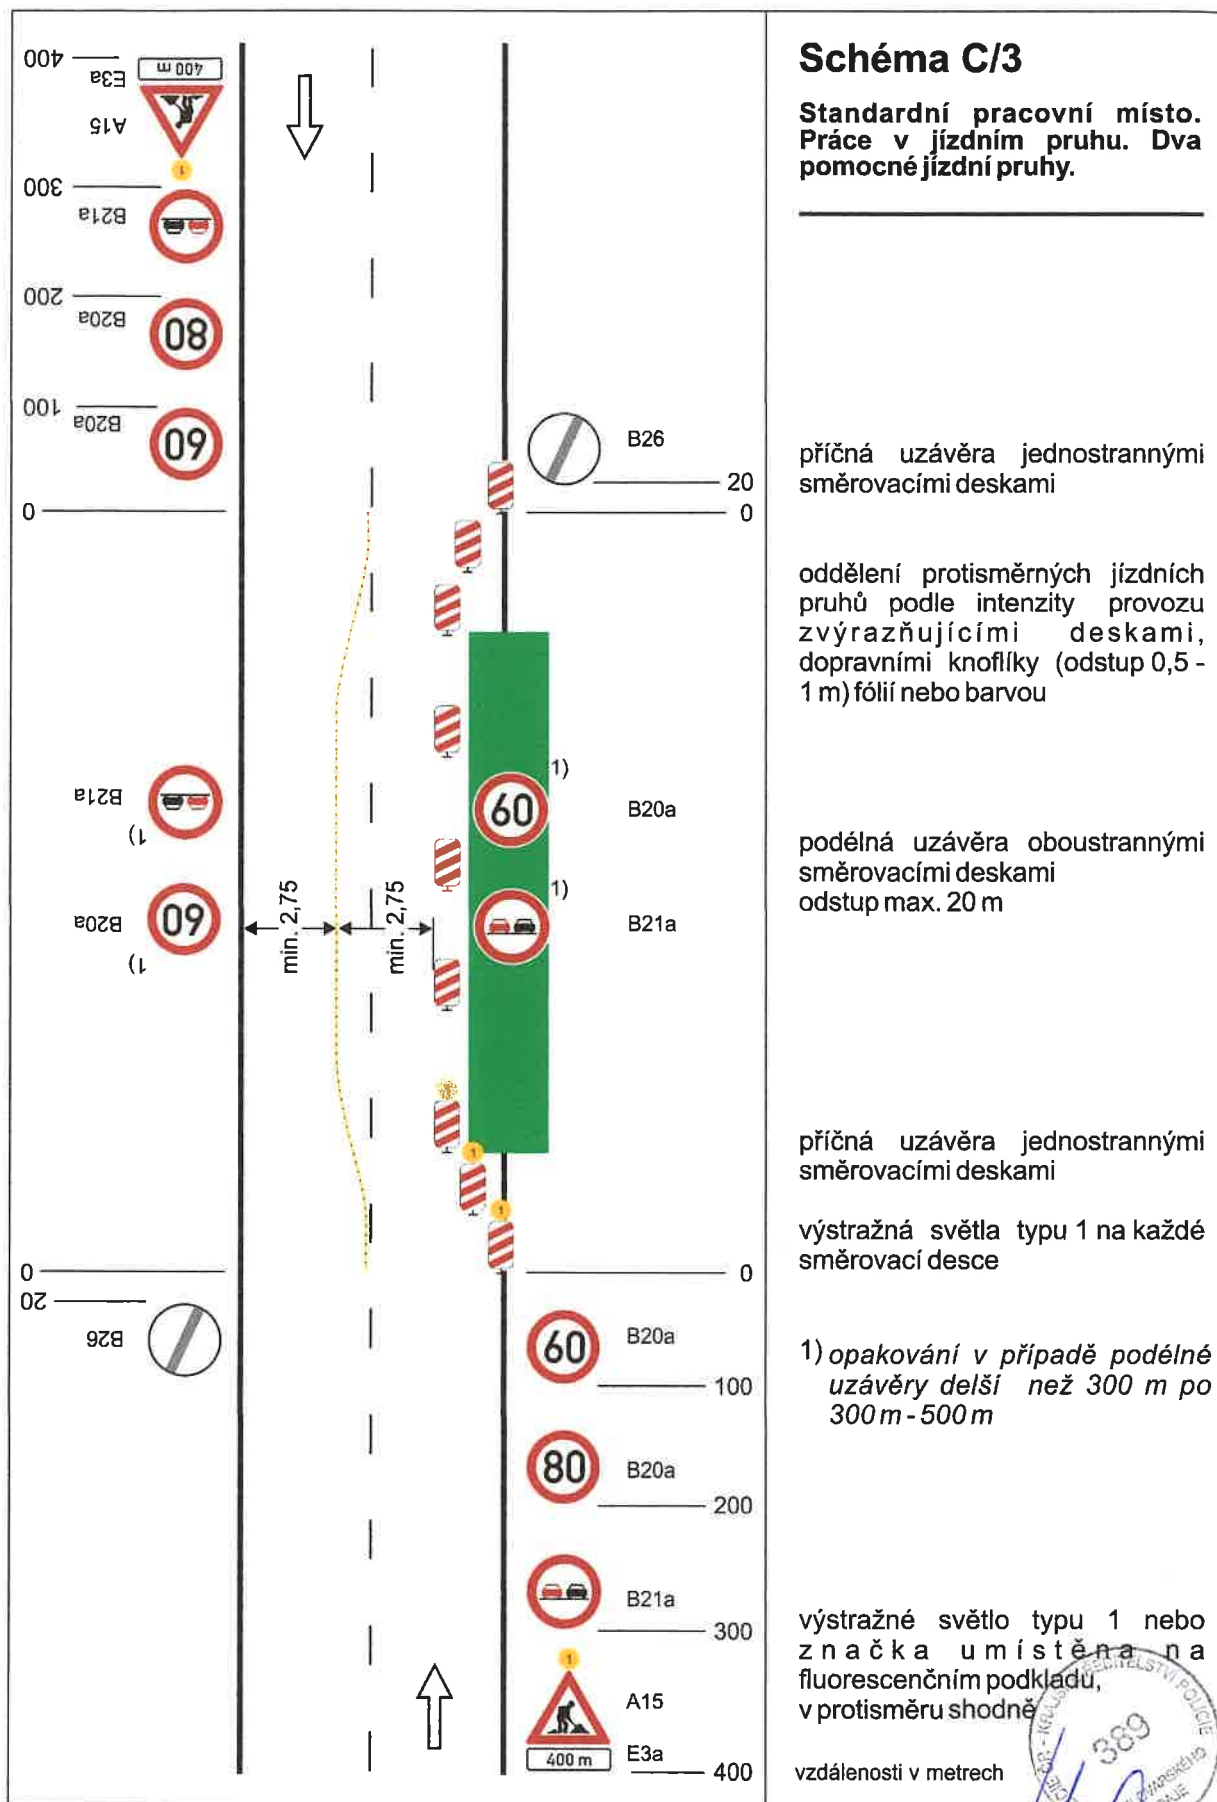 Schéma C/3
Standardní pracovní místo.
Práce v jízdním pruhu. Dva
pomocné jízdní pruhy.
400
E3a
400 m
A15
1
300
B21a
200
B20a
80
100
B20a
60
0
B26
20
0
příčná uzávěra jednostrannými
směrovacími deskami
oddělení protisměrných jízdních
pruhů podle intenzity provozu
zvýrazňujícími deskami,
dopravními knoflíky (odstup 0,5 -
1 m) fólií nebo barvou
B21a
1)
B20a
60
1)
min. 2,75
min. 2,75
1)
60
B20a
1)
B21a
podélná uzávěra oboustrannými
směrovacími deskami
odstup max. 20 m
1
1
příčná uzávěra jednostrannými
směrovacími deskami
výstražná světla typu 1 na každé
směrovací desce
0
20
B26
0
60
B20a
100
80
B20a
200
B21a
300
1
A15
400 m
E3a
400
1) opakování v případě podélné
uzávěry delší než 300 m po
300 m - 500 m
výstražné světlo typu 1 nebo
značka umístěna na
fluorescenčním podkladu,
v protisměru shodně
vzdálenosti v metrech
389